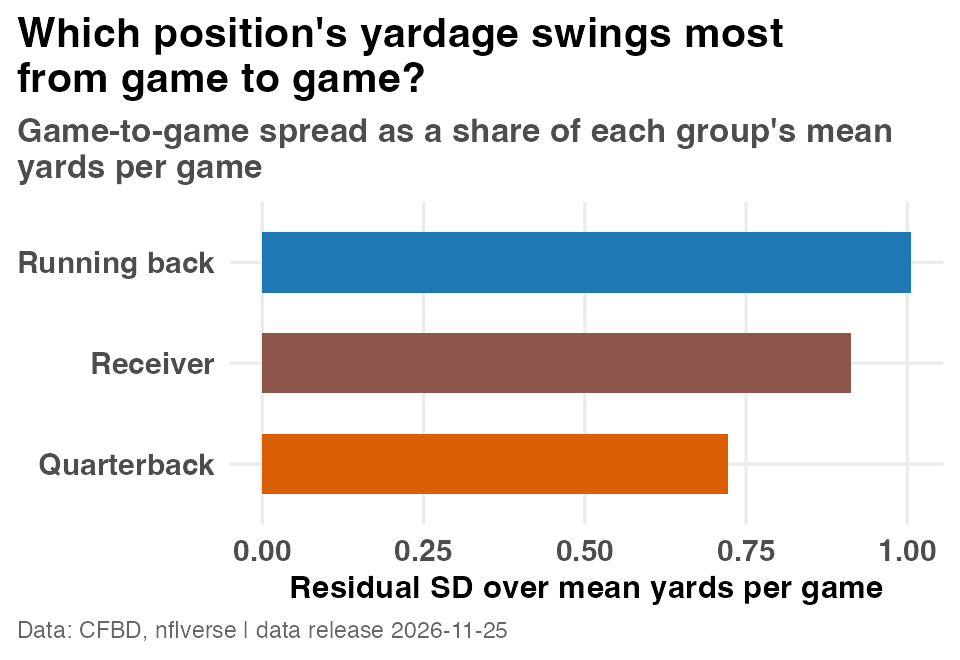 Which position's yardage swings most
from game to game?
Game-to-game spread as a share of each group's mean
yards per game
Running back
Receiver
Quarterback
0.00 0.25 0.50 0.75 1.00
Residual SD over mean yards per game
Data: CFBD, nflverse | data release 2026-11-25